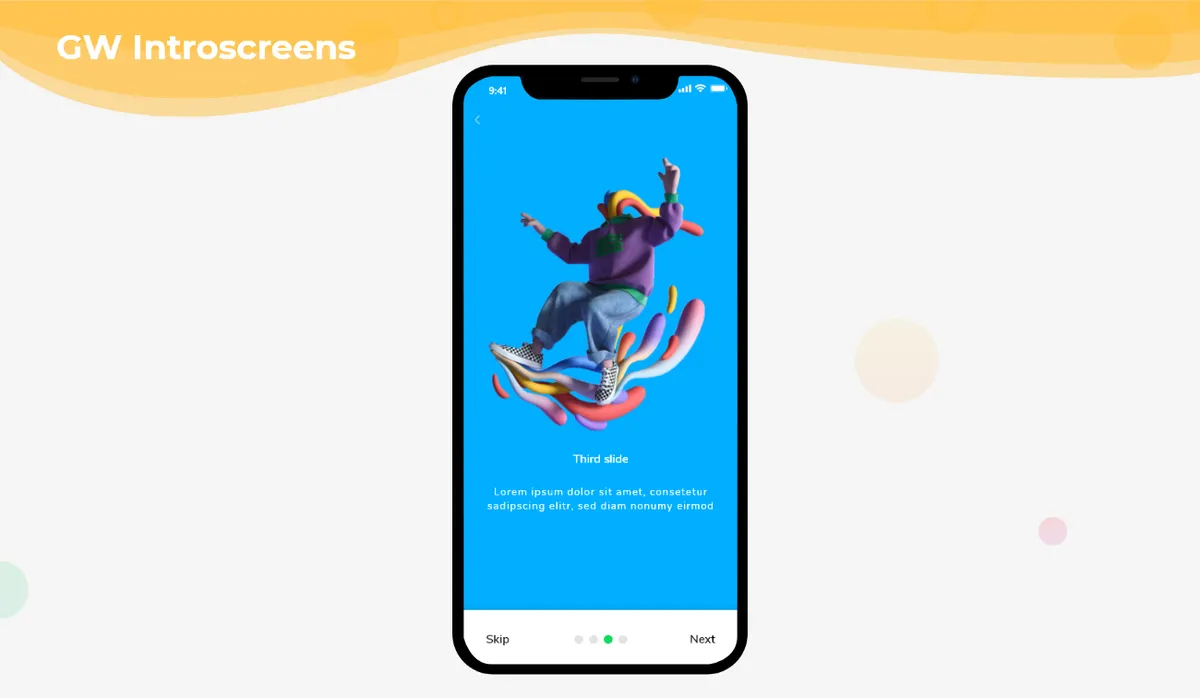 GW Introscreens
9:41
Third slide
Lorem ipsum dolor sit amet, consetetur
sadipscing elitr, sed diam nonumy eirmod
Skip
Next